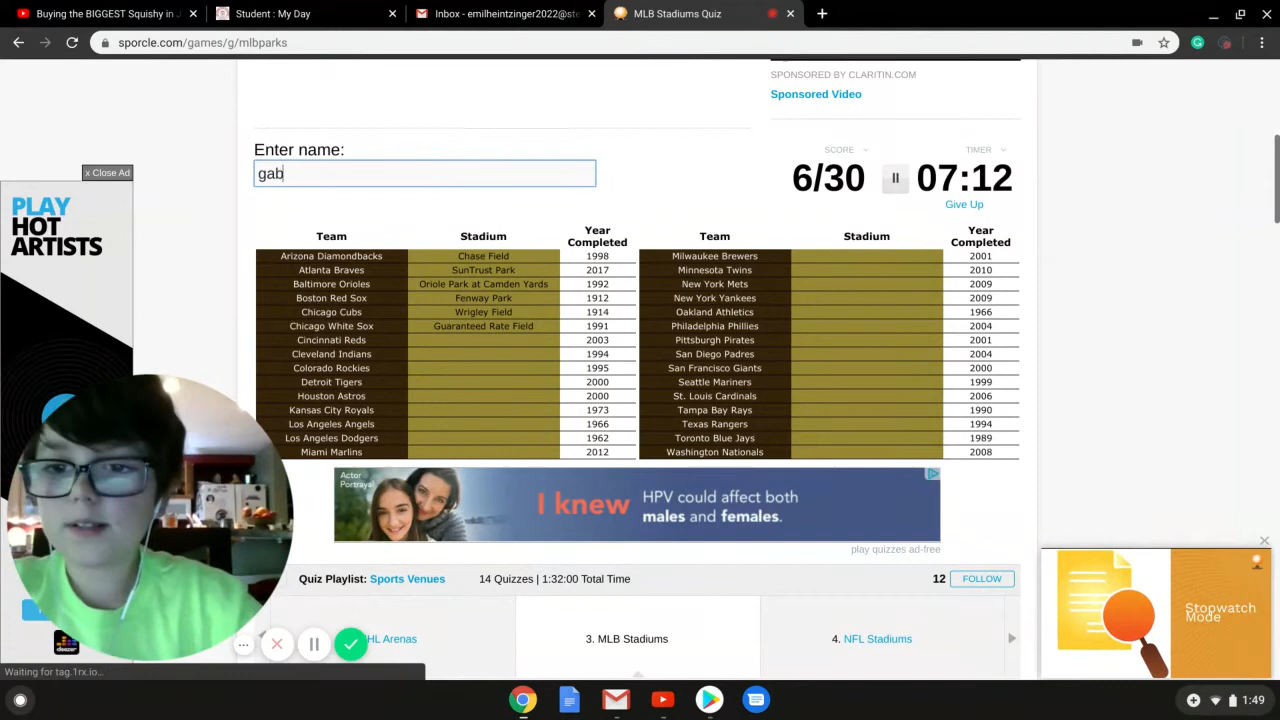 Buying the BIggest Squishy in J
Student : My Day
Inbox - emilheintzinger2022@ste
MLB Stadiums Quiz
sporcle.com/games/g/mlbparks
SPONSORED BY CLARITIN.COM
Sponsored Video
Enter name:
gab
SCORE
TIMER
6/30
07:12
Give Up
x Close Ad
PLAY
HOT
ARTISTS
Team Stadium Year Completed Team Stadium Year Completed
Arizona Diamondbacks Chase Field 1998 Milwaukee Brewers 2001
Atlanta Braves SunTrust Park 2017 Minnesota Twins 2010
Baltimore Orioles Oriole Park at Camden Yards 1992 New York Mets 2009
Boston Red Sox Fenway Park 1912 New York Yankees 2009
Chicago Cubs Wrigley Field 1914 Oakland Athletics 1966
Chicago White Sox Guaranteed Rate Field 1991 Philadelphia Phillies 2004
Cincinnati Reds 2003 Pittsburgh Pirates 2001
Cleveland Indians 1994 San Diego Padres 2004
Colorado Rockies 1995 San Francisco Giants 2000
Detroit Tigers 2000 Seattle Mariners 1999
Houston Astros 2000 St. Louis Cardinals 2006
Kansas City Royals 1973 Tampa Bay Rays 1990
Los Angeles Angels 1966 Texas Rangers 1994
Los Angeles Dodgers 1962 Toronto Blue Jays 1989
Miami Marlins 2012 Washington Nationals 2008
Actor
Portrayal
I knew
HPV could affect both
males and females.
play quizzes ad-free
Quiz Playlist: Sports Venues 14 Quizzes | 1:32:00 Total Time 12 FOLLOW
HL Arenas 3. MLB Stadiums 4. NFL Stadiums
Stopwatch
Mode
deezer
Waiting for tag.1rx.io...
1:49